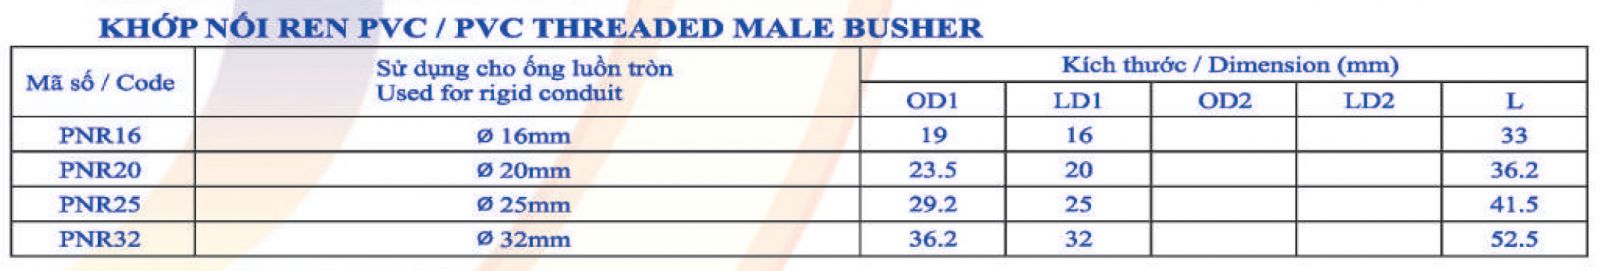 KHỚP NỐI REN PVC / PVC THREADED MALE BUSHER
Mã số / Code Sử dụng cho ống luồn tròn Kích thước / Dimension (mm)
Used for rigid conduit OD1 LD1 OD2 LD2 L
PNR16 Ø 16mm 19 16 33
PNR20 Ø 20mm 23.5 20 36.2
PNR25 Ø 25mm 29.2 25 41.5
PNR32 Ø 32mm 36.2 32 52.5